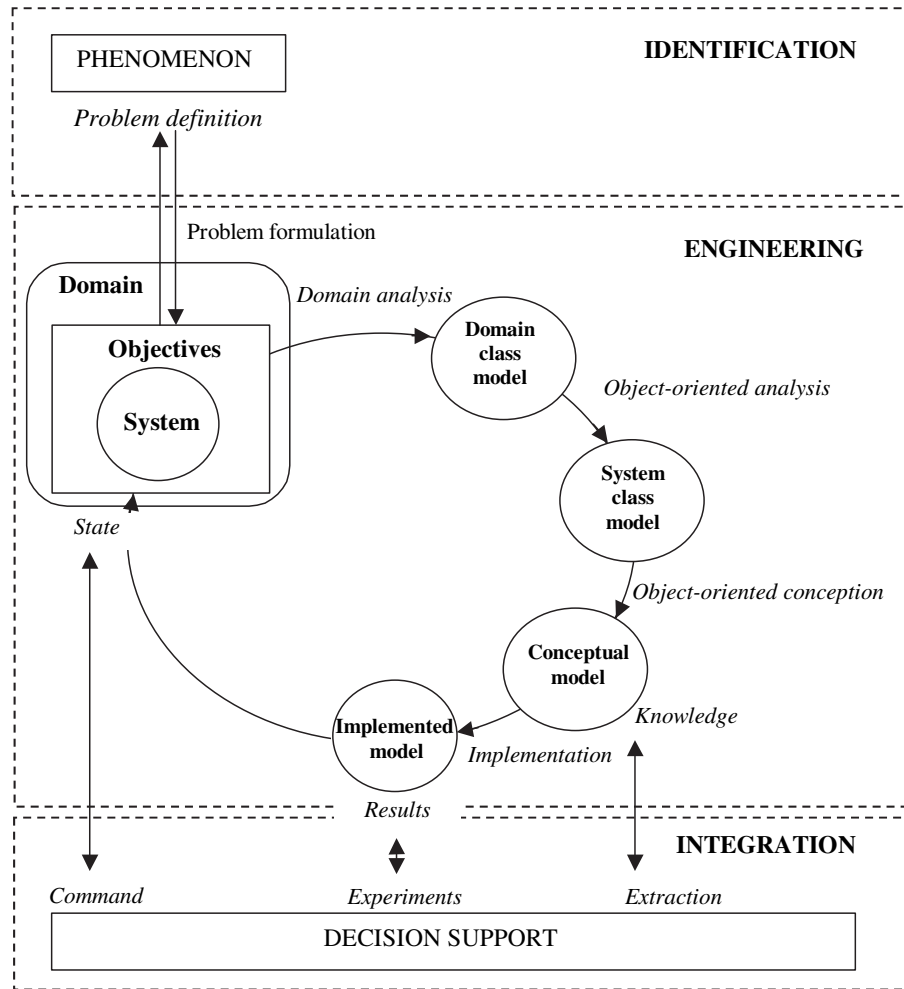 PHENOMENON
IDENTIFICATION
Problem definition
Problem formulation
ENGINEERING
Domain
Domain analysis
Objectives
System
Domain
class
model
Object-oriented analysis
System
class
model
State
Object-oriented conception
Conceptual
model
Knowledge
Implemented
model
Implementation
Results
INTEGRATION
Command
Experiments
Extraction
DECISION SUPPORT